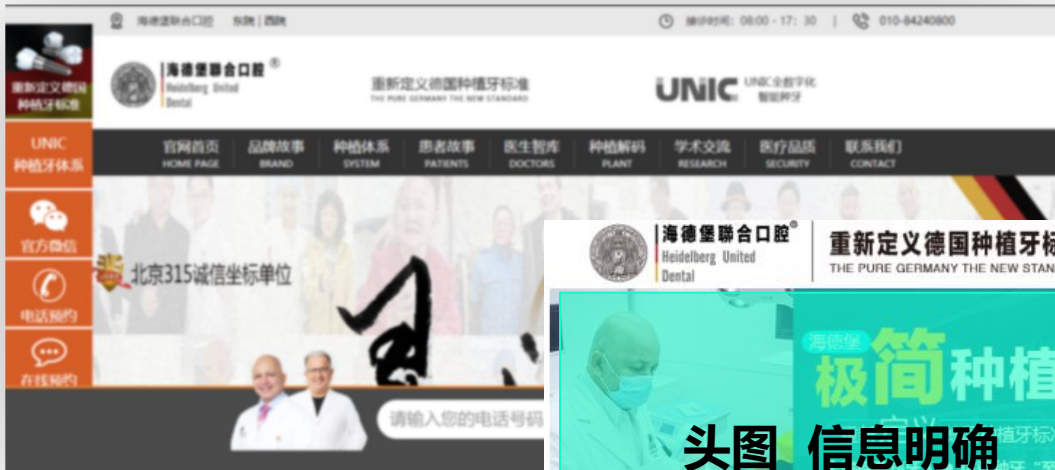 海德堡联合口腔 东院 | 西院
接诊时间：08:00 - 17：30 | 010-84240800
重新定义德国
种植牙标准
海德堡聯合口腔®
Heidelberg United
Dental
重新定义德国种植牙标准
THE PURE GERMANY THE NEW STANDARD
UNIC
UNIC全数字化
智能种牙
UNIC
种植牙体系
官网首页 品牌故事 种植体系 患者故事 医生智库 种植解码 学术交流 医疗品质 联系我们
HOME PAGE BRAND SYSTEM PATIENTS DOCTORS PLANT RESEARCH SECURITY CONTACT
官方微信
北京315诚信坐标单位
电话预约
在线预约
请输入您的电话号码
海德堡聯合口腔®
Heidelberg United
Dental
重新定义德国种植牙标
THE PURE GERMANY THE NEW STAN
海德堡
极简种植
定义
植牙标
头图 信息明确